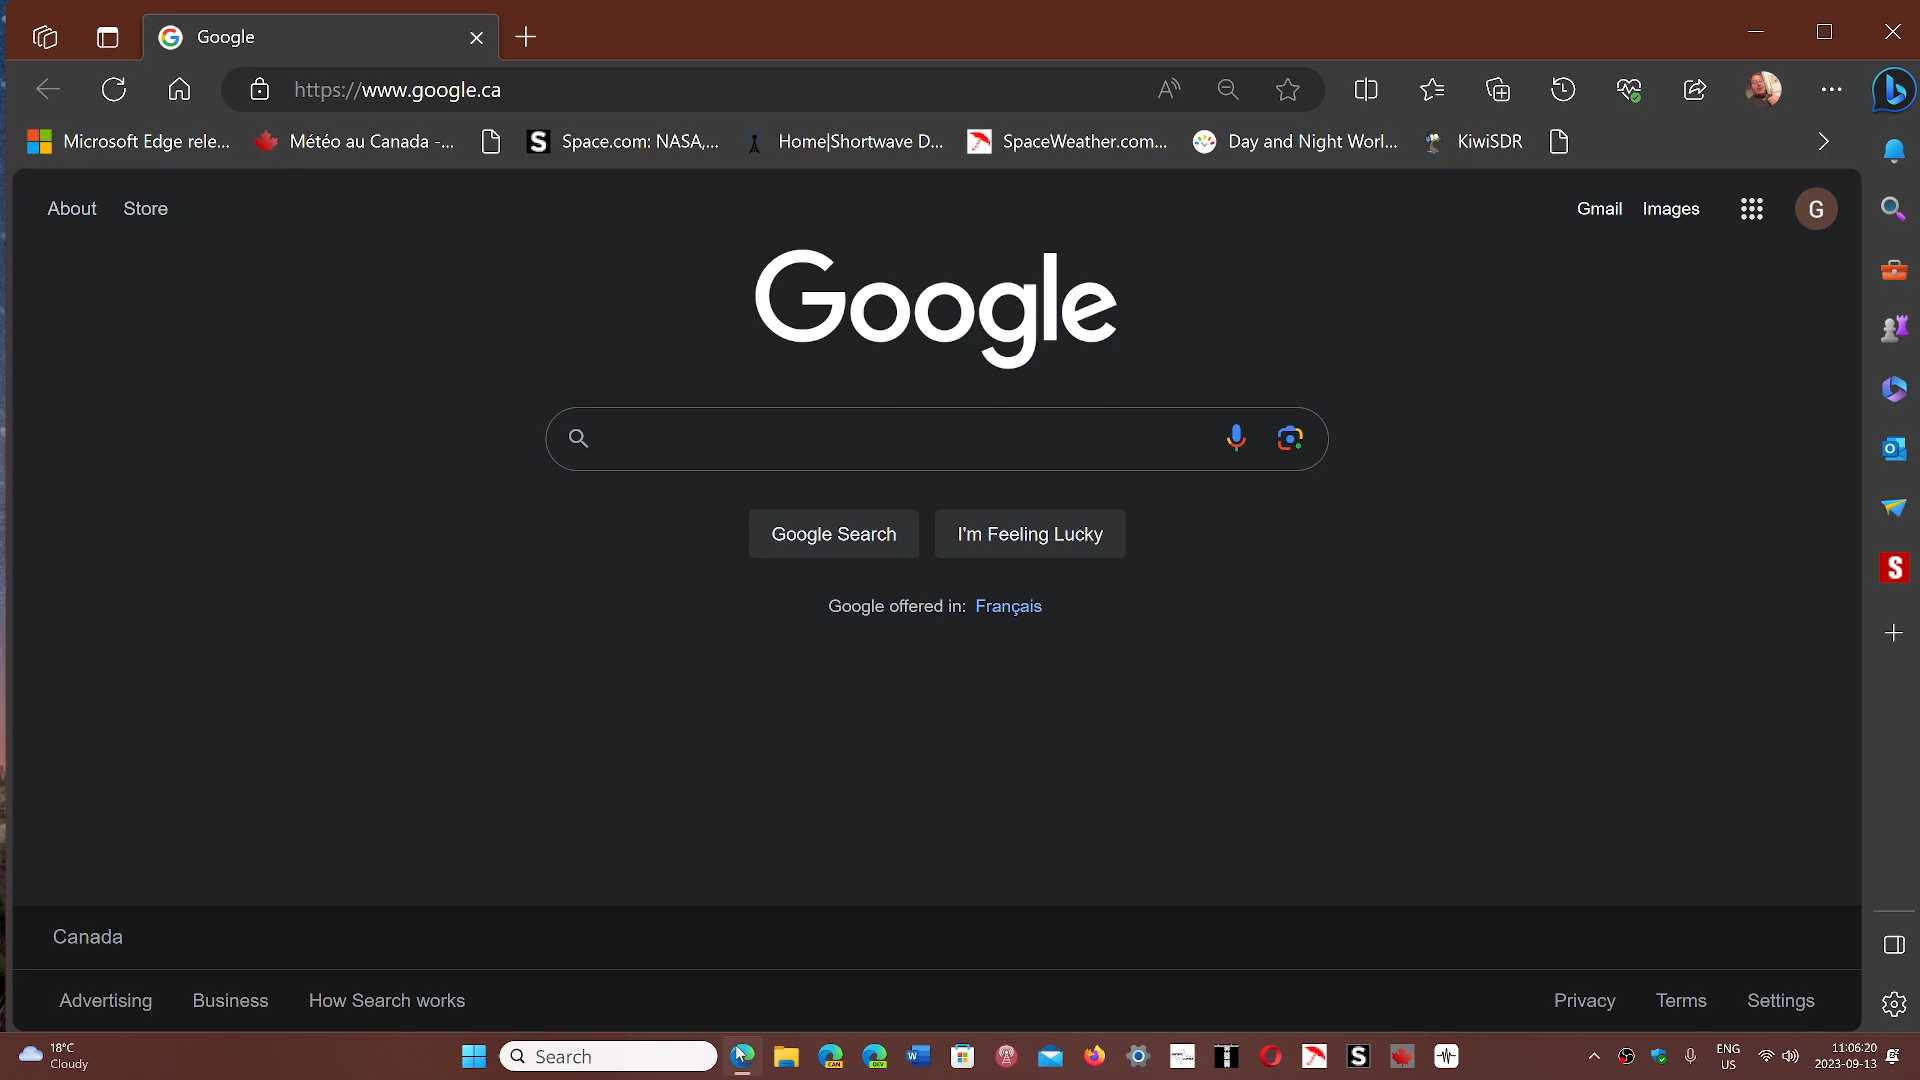 Google
https://www.google.ca
Microsoft Edge rele... Météo au Canada -... Space.com: NASA,... Home|Shortwave D... SpaceWeather.com... Day and Night Worl... KiwiSDR
About Store Gmail Images G
Google
Google Search I'm Feeling Lucky
Google offered in: Français
Canada
Advertising Business How Search works Privacy Terms Settings
18°C
Cloudy
Search
CAN
DEV
ENG
US
11:06:20
2023-09-13